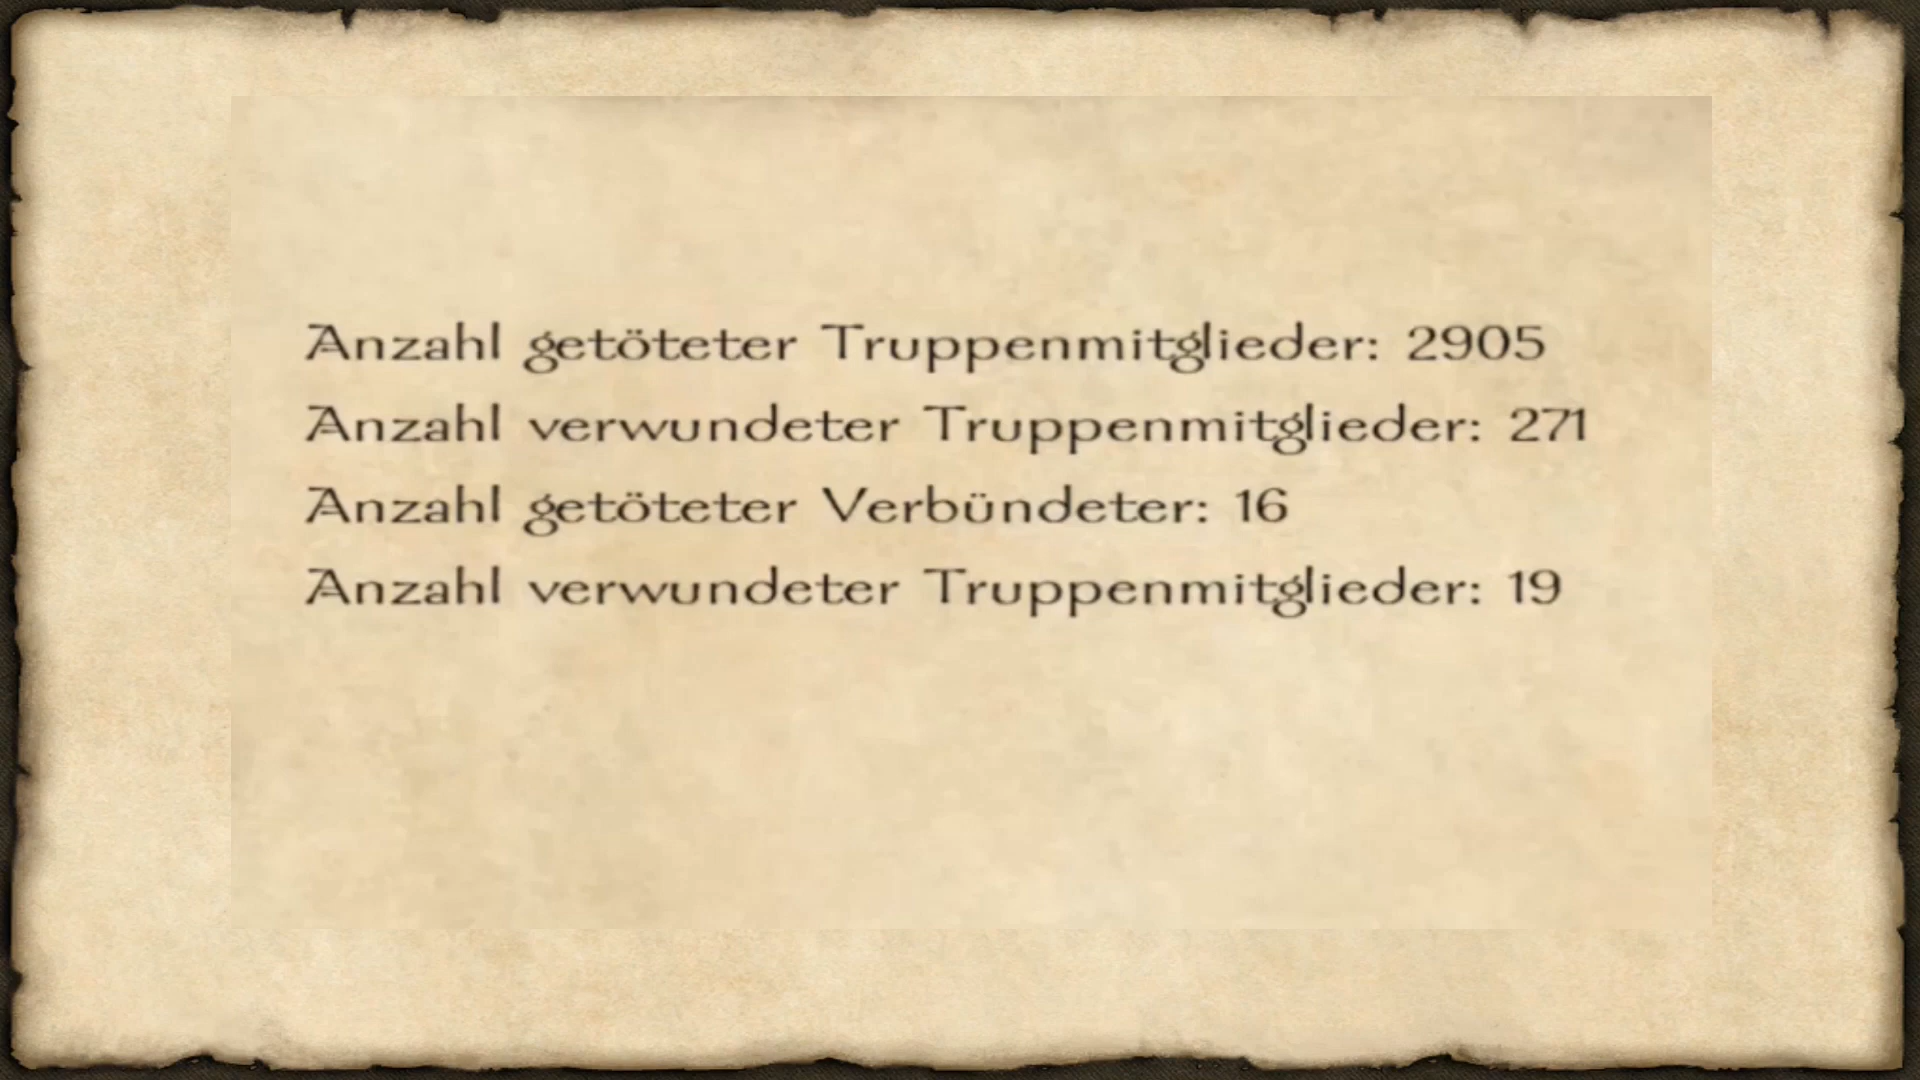 Anzahl getöteter Truppenmitglieder: 2905
Anzahl verwundeter Truppenmitglieder: 271
Anzahl getöteter Verbündeter: 16
Anzahl verwundeter Truppenmitglieder: 19